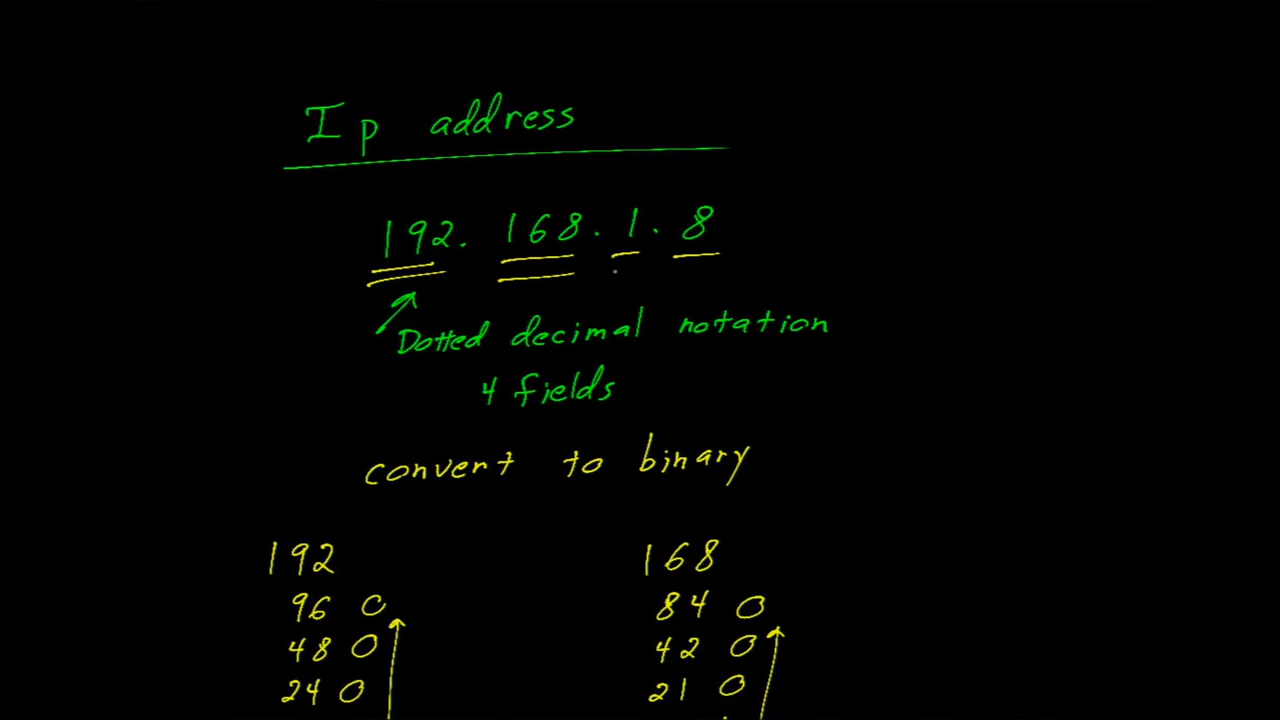 Ip address
192. 168. 1. 8
Dotted decimal notation
4 fields
convert to binary
192 168
96 0 84 0
48 0 42 0
24 0 21 0